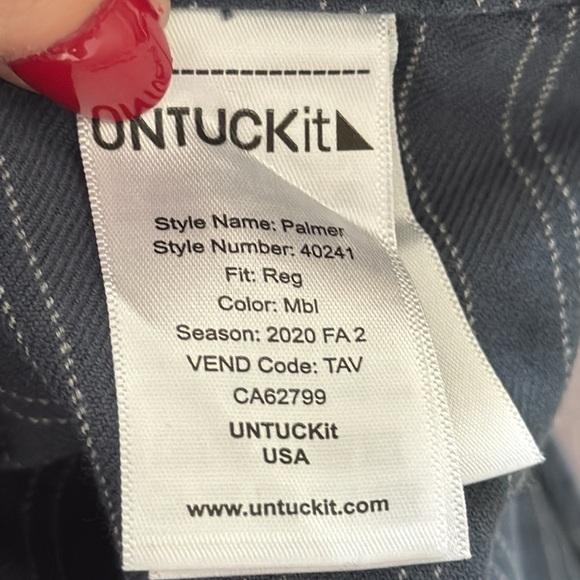 UNTUCKit
Style Name: Palmer
Style Number: 40241
Fit: Reg
Color: Mbl
Season: 2020 FA 2
VEND Code: TAV
CA62799
UNTUCKit
USA
www.untuckit.com